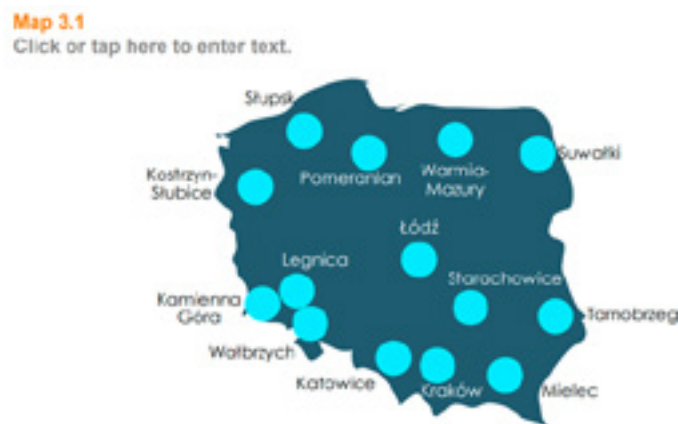 Map 3.1
Click or tap here to enter text.
Słupsk
Pomeranian
Warmia-
Mazury
Suwałki
Kostrzyn-
Słubice
Łódź
Legnica
Starachowice
Kamienna
Góra
Tarnobrzeg
Wałbrzych
Katowice
Kraków
Mielec